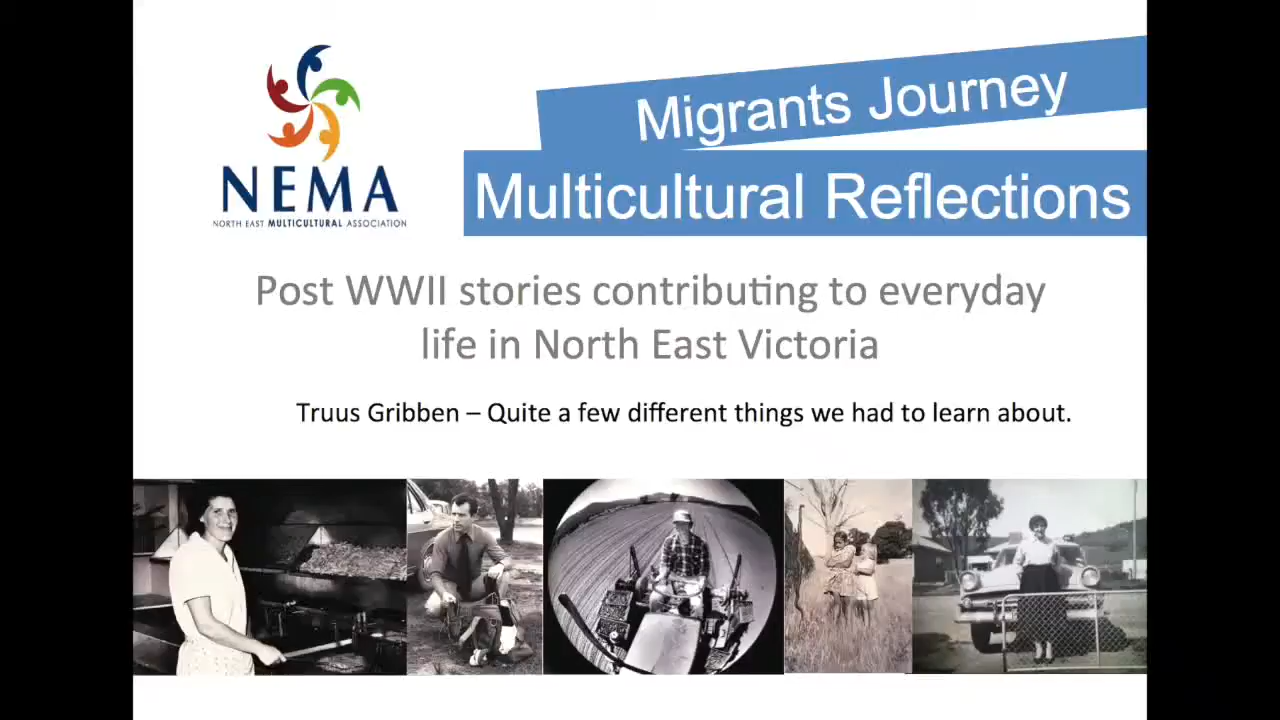 NEMA
NORTH EAST MULTICULTURAL ASSOCIATION
Migrants Journey
Multicultural Reflections
Post WWII stories contributing to everyday
life in North East Victoria
Truus Gribben – Quite a few different things we had to learn about.